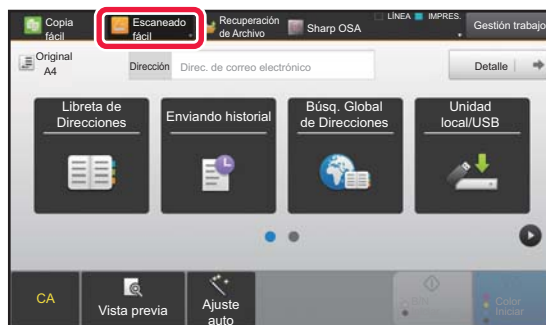 Copia
fácil
Escaneado
fácil
Recuperación
de Archivo
Sharp OSA
LÍNEA
IMPRES.
Gestión trabajo
Original
A4
Dirección
Direc. de correo electrónico
Detalle
Libreta de
Direcciones
Enviando historial
Búsq. Global
de Direcciones
Unidad
local/USB
CA
Vista previa
Ajuste
auto
Color
Iniciar